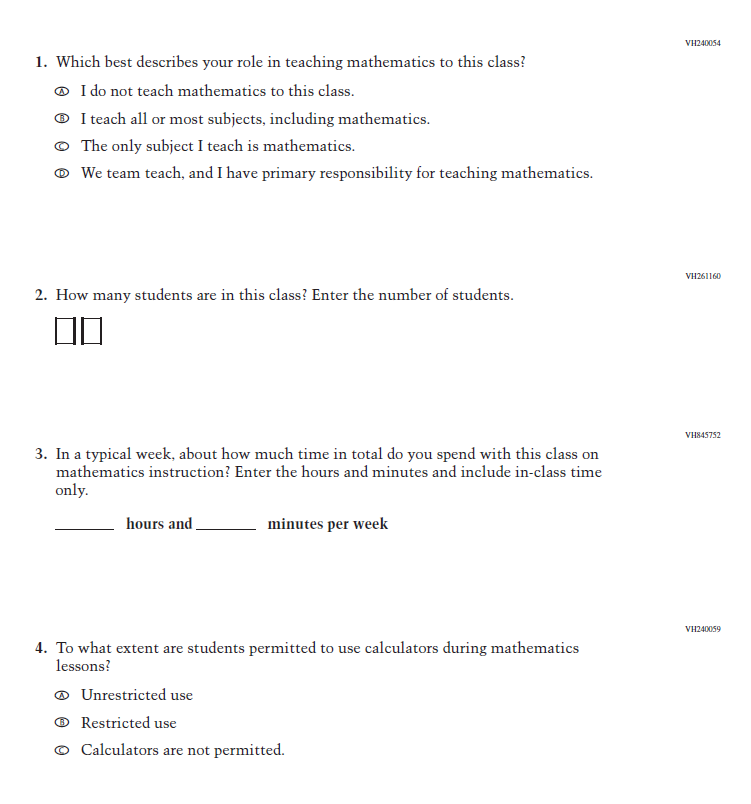 VH240054
1. Which best describes your role in teaching mathematics to this class?
A I do not teach mathematics to this class.
B I teach all or most subjects, including mathematics.
C The only subject I teach is mathematics.
D We team teach, and I have primary responsibility for teaching mathematics.
VH261160
2. How many students are in this class? Enter the number of students.
VH845752
3. In a typical week, about how much time in total do you spend with this class on
mathematics instruction? Enter the hours and minutes and include in-class time
only.
_______ hours and _______ minutes per week
VH240059
4. To what extent are students permitted to use calculators during mathematics
lessons?
A Unrestricted use
B Restricted use
C Calculators are not permitted.